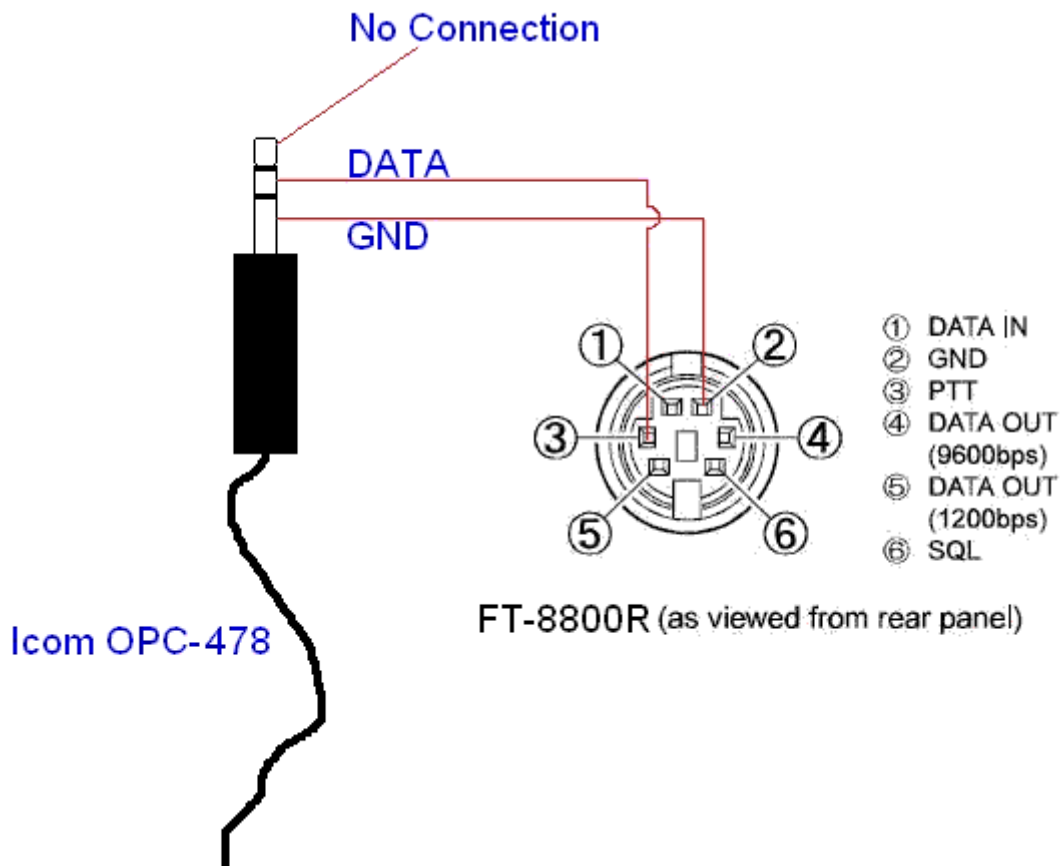 No Connection
DATA
GND
① DATA IN
② GND
③ PTT
④ DATA OUT
(9600bps)
⑤ DATA OUT
(1200bps)
⑥ SQL
① ②
③ ④
⑤ ⑥
FT-8800R (as viewed from rear panel)
Icom OPC-478